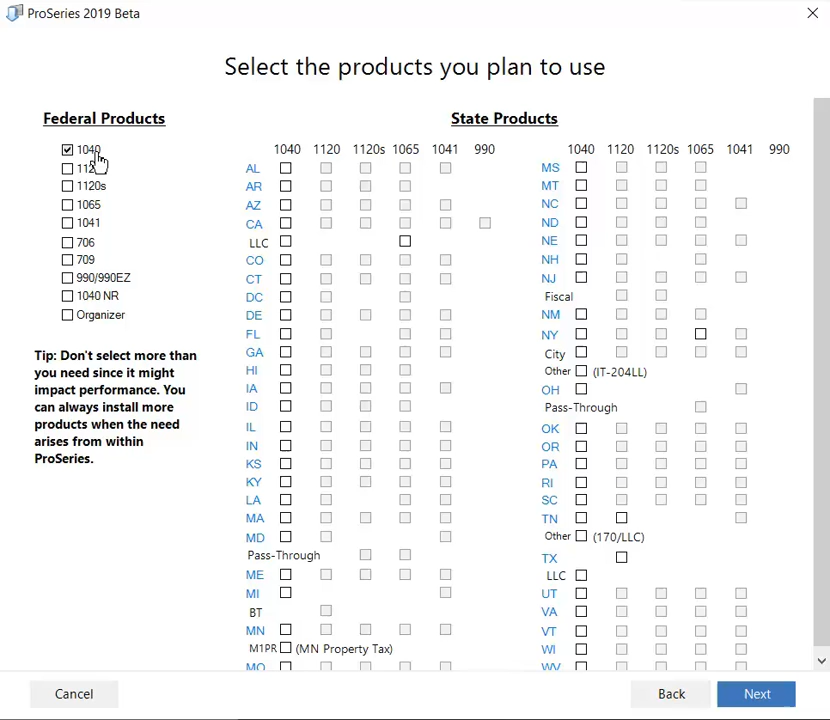 ProSeries 2019 Beta
Select the products you plan to use
Federal Products
1040
1120s
1065
1041
706
709
990/990EZ
1040 NR
Organizer
Tip: Don't select more than
you need since it might
impact performance. You
can always install more
products when the need
arises from within
ProSeries.
State Products
1040 1120 1120s 1065 1041 990
AL
AR
AZ
CA
LLC
CO
CT
DC
DE
FL
GA
HI
IA
ID
IL
IN
KS
KY
LA
MA
MD
Pass-Through
ME
MI
BT
MN
M1PR (MN Property Tax)
MO
1040 1120 1120s 1065 1041 990
MS
MT
NC
ND
NE
NH
NJ
Fiscal
NM
NY
City
Other (IT-204LL)
OH
Pass-Through
OK
OR
PA
RI
SC
TN
Other (170/LLC)
TX
LLC
UT
VA
VT
WI
WV
Cancel
Back
Next